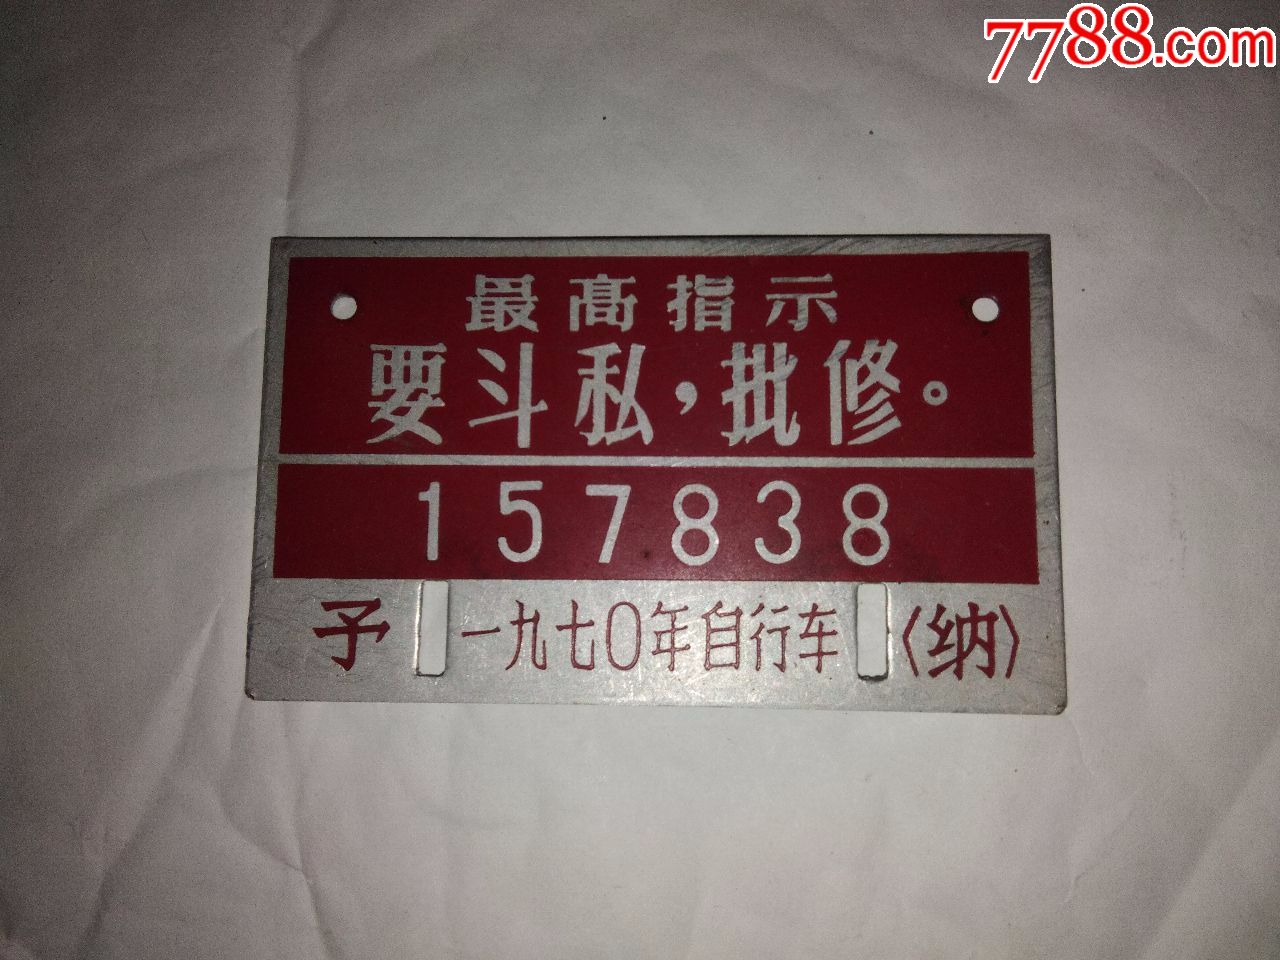 7788.com
最高指示
要斗私，批修。
157838
予 一九七〇年自行车 〈纳〉